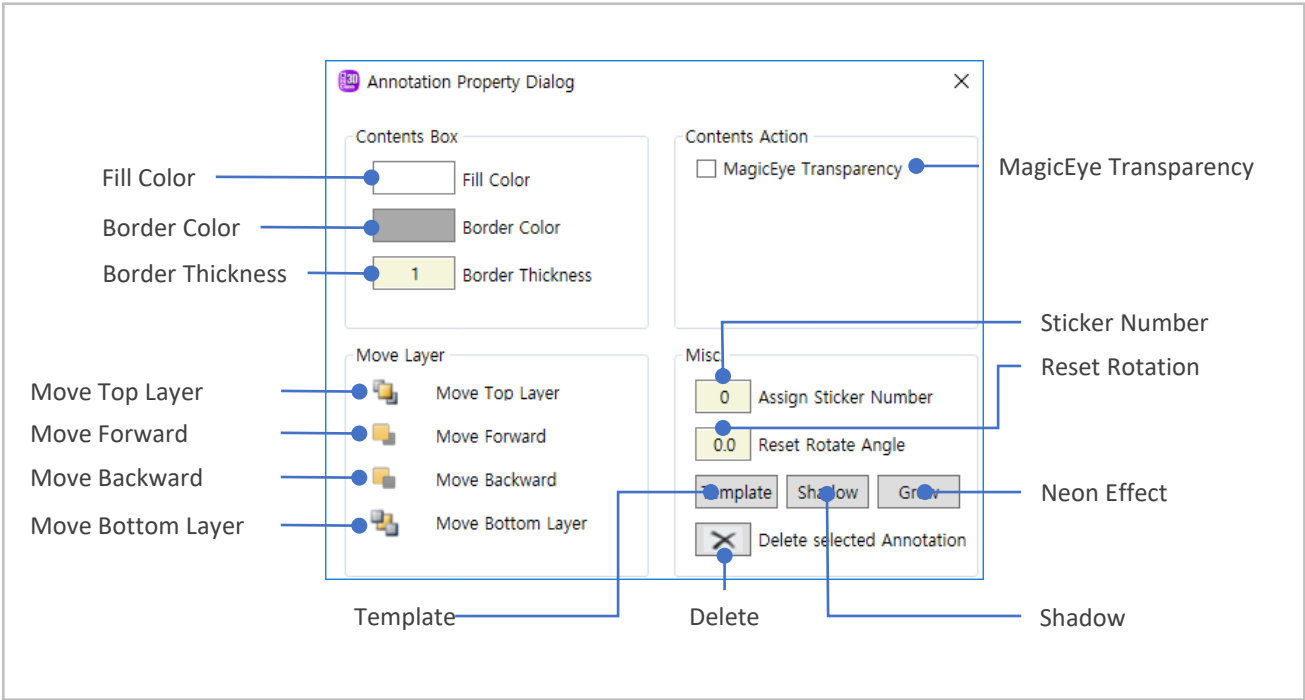 Annotation Property Dialog
Contents Box
Fill Color
Fill Color
Border Color
Border Color
Border Thickness
1
Border Thickness
Contents Action
MagicEye Transparency
MagicEye Transparency
Move Layer
Move Top Layer
Move Top Layer
Move Forward
Move Forward
Move Backward
Move Backward
Move Bottom Layer
Move Bottom Layer
Misc
Sticker Number
0 Assign Sticker Number
Reset Rotation
0.0 Reset Rotate Angle
Template Shadow
Neon Effect
Delete selected Annotation
Template
Delete
Shadow